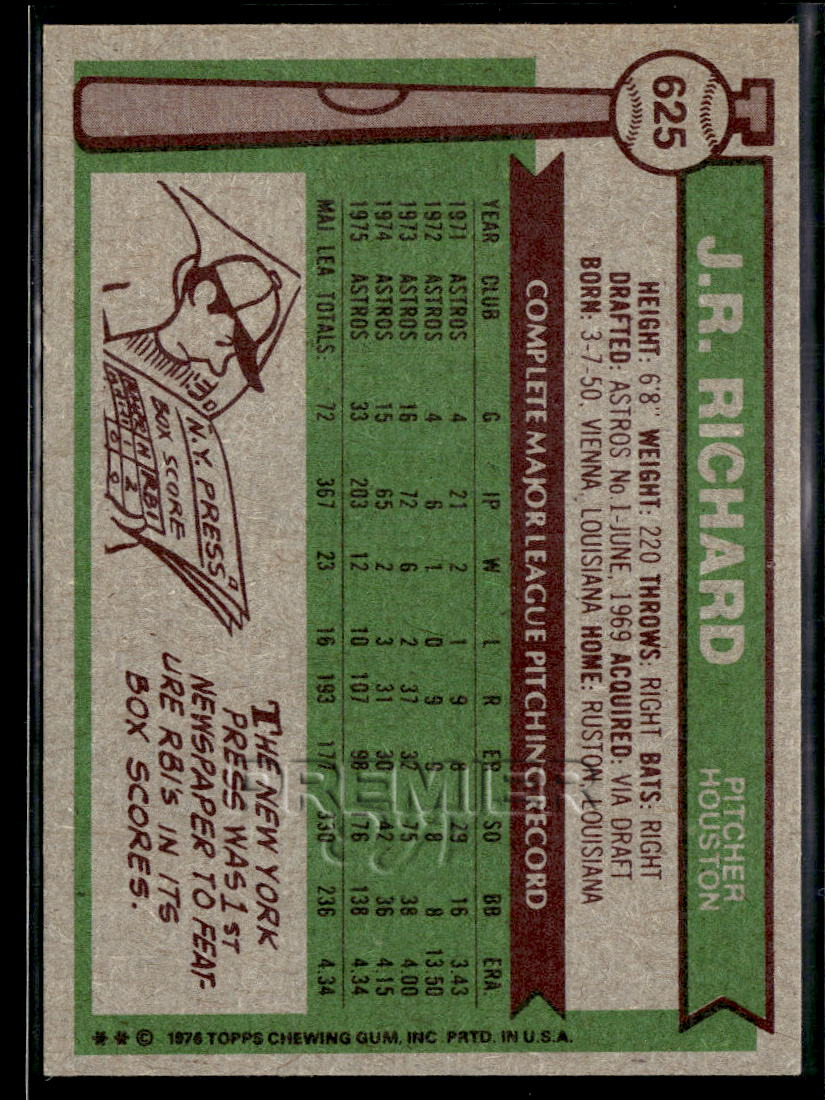 625
J.R. RICHARD
PITCHER
HOUSTON
HEIGHT: 6'8" WEIGHT: 220 THROWS: RIGHT BATS: RIGHT
DRAFTED: ASTROS No.1-JUNE, 1969 ACQUIRED: VIA DRAFT
BORN: 3-7-50, VIENNA, LOUISIANA HOME: RUSTON, LOUISIANA
COMPLETE MAJOR LEAGUE PITCHING RECORD
YEAR CLUB G IP W L R ER SO BB ERA
1971 ASTROS 4 21 2 1 9 8 29 16 3.43
1972 ASTROS 4 6 1 0 9 9 8 8 13.50
1973 ASTROS 16 72 6 2 37 32 75 38 4.00
1974 ASTROS 15 65 2 3 31 30 42 36 4.15
1975 ASTROS 33 203 12 10 107 98 176 138 4.34
MAJ. LEA. TOTALS: 72 367 23 16 193 177 330 236 4.34
N.Y. PRESS
BOX SCORE
H RBI
THE NEW YORK
PRESS WAS 1ST
NEWSPAPER TO FEAT-
URE RBI'S IN ITS
BOX SCORES.
** © 1976 TOPPS CHEWING GUM, INC. PRTD. IN U.S.A.
PREMIER